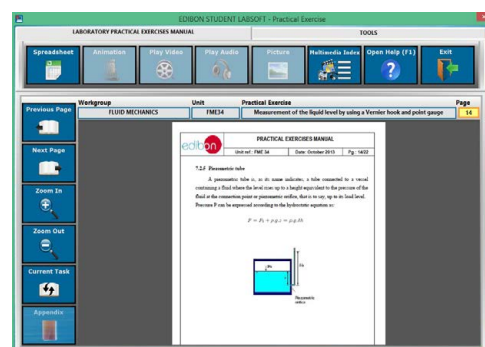 EDIBON STUDENT LABSOFT - Practical Exercise
LABORATORY PRACTICAL EXERCISES MANUAL
TOOLS
Spreadsheet
Animation
Play Video
Play Audio
Picture
Multimedia Index
Open Help (F1)
Exit
Previous Page
Workgroup
Unit
Practical Exercise
Page
FLUID MECHANICS
FME34
Measurement of the liquid level by using a Vernier hook and point gauge
14
Next Page
Zoom In
Zoom Out
Current Task
Appendix
edibon
PRACTICAL EXERCISES MANUAL
Unit ref.: FME 34
Date: October 2013
Pg.: 14/22
Piezometric tube
A piezometric tube is, as its name indicates, a tube connected to a vessel
containing a fluid where the level rises up to a height equivalent to the pressure of the
fluid at the connection point or piezometric orifice, that is to say, up to its load level.
Pressure P can be expressed according to the hydrostatic equation as:
Piezometric
orifice